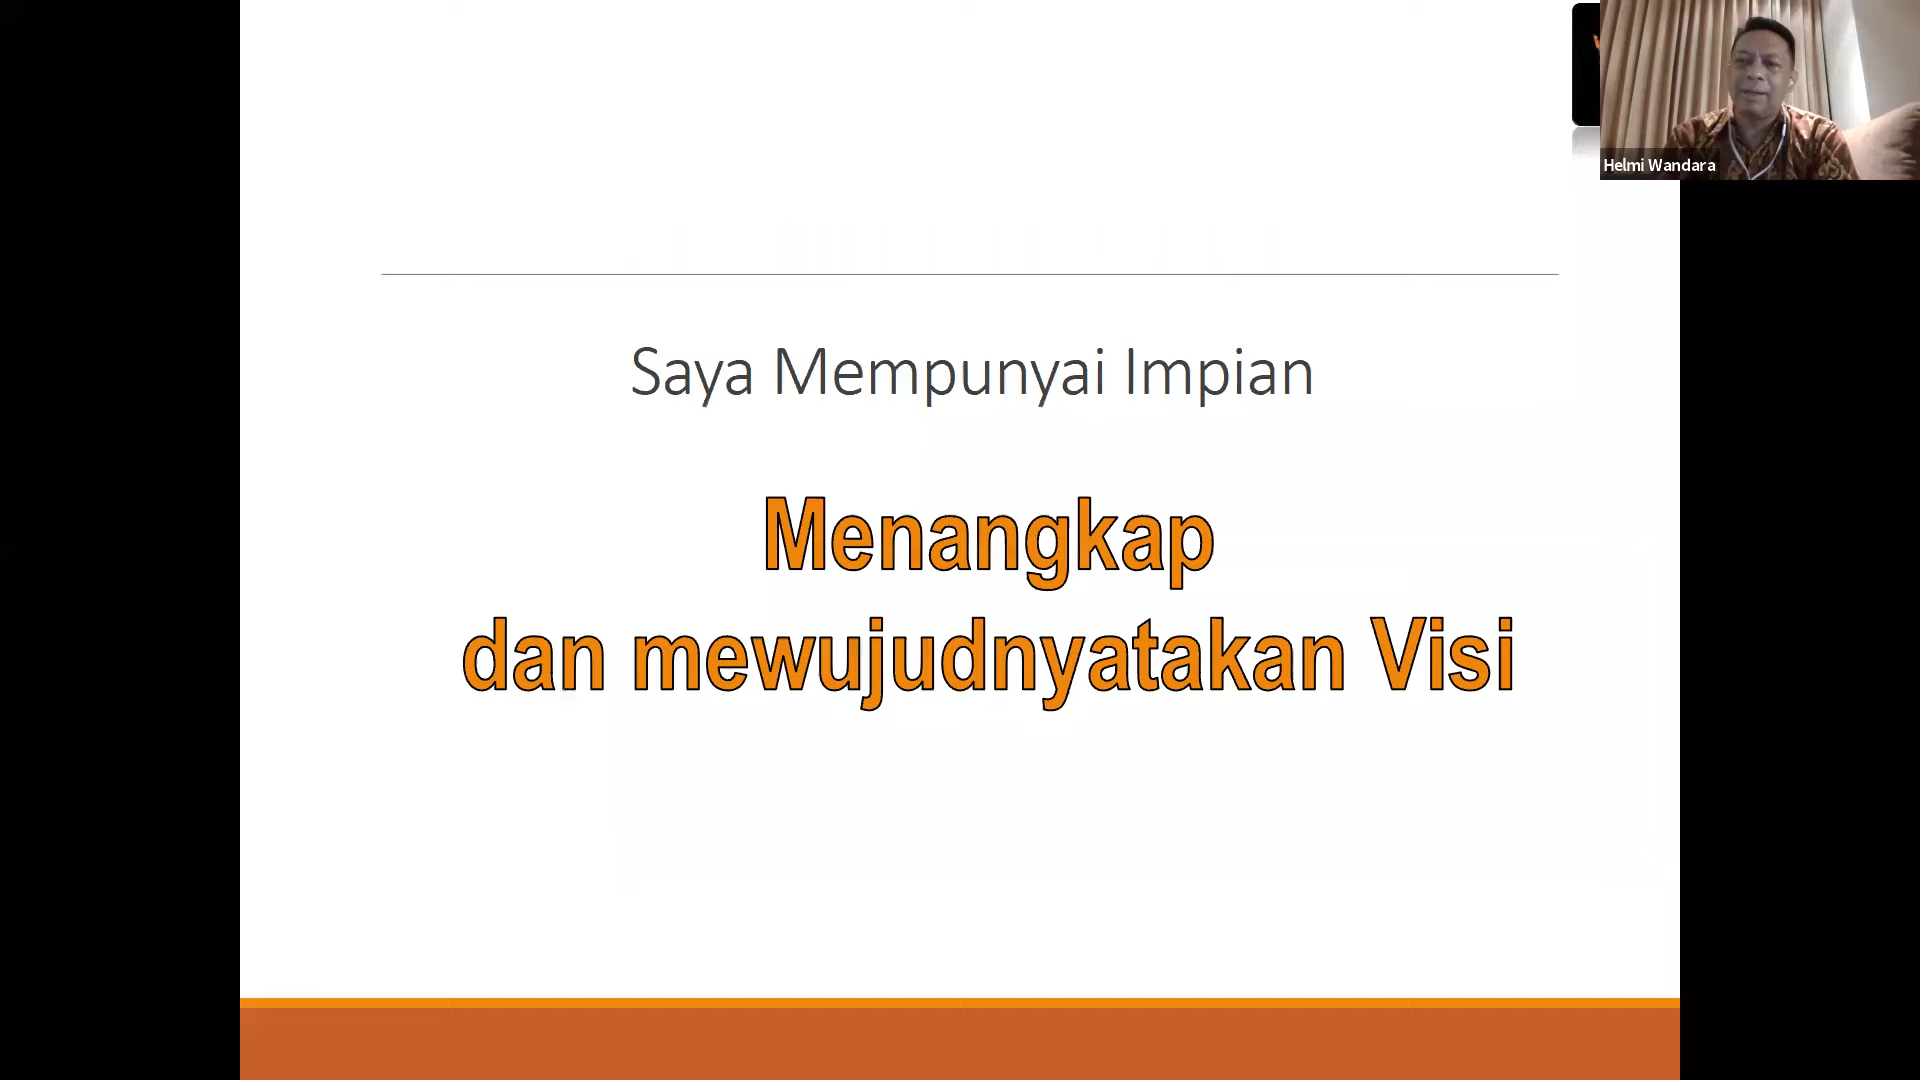 Helmi Wandara
Saya Mempunyai Impian
Menangkap
dan mewujudnyatakan Visi